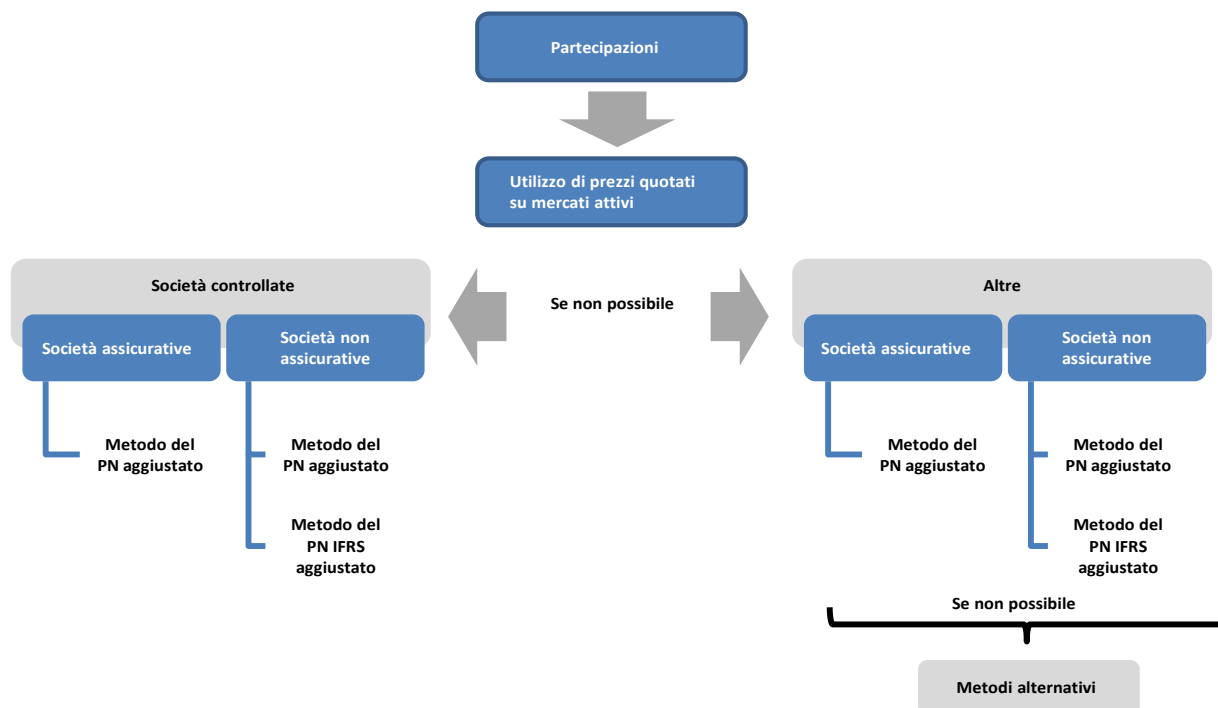 Partecipazioni
Utilizzo di prezzi quotati
su mercati attivi
Se non possibile
Società controllate
Società assicurative
Società non
assicurative
Metodo del
PN aggiustato
Metodo del
PN aggiustato
Metodo del
PN IFRS
aggiustato
Altre
Società assicurative
Società non
assicurative
Metodo del
PN aggiustato
Metodo del
PN aggiustato
Metodo del
PN IFRS
aggiustato
Se non possibile
Metodi alternativi